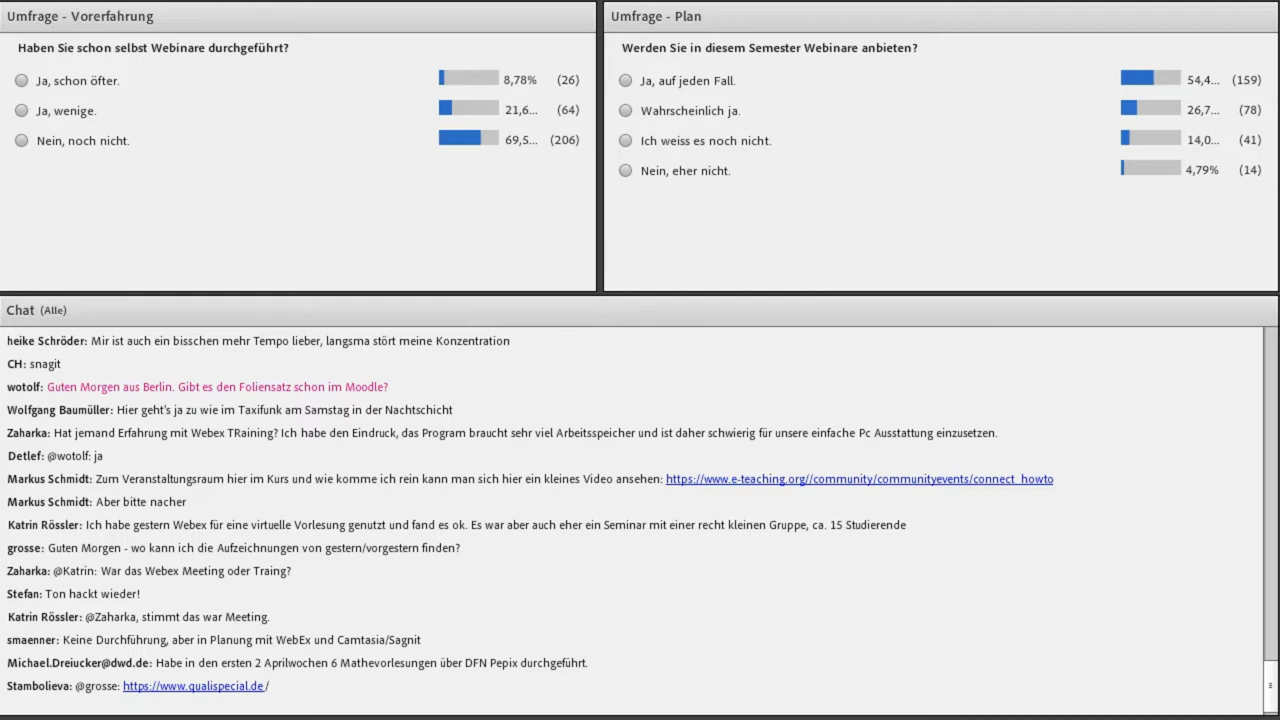 Umfrage - Vorerfahrung
Haben Sie schon selbst Webinare durchgeführt?
Ja, schon öfter. 8,78% (26)
Ja, wenige. 21,6... (64)
Nein, noch nicht. 69,5... (206)
Umfrage - Plan
Werden Sie in diesem Semester Webinare anbieten?
Ja, auf jeden Fall. 54,4... (159)
Wahrscheinlich ja. 26,7... (78)
Ich weiss es noch nicht. 14,0... (41)
Nein, eher nicht. 4,79% (14)
Chat (Alle)
heike Schröder: Mir ist auch ein bisschen mehr Tempo lieber, langsma stört meine Konzentration
CH: snagit
wotolf: Guten Morgen aus Berlin. Gibt es den Foliensatz schon im Moodle?
Wolfgang Baumüller: Hier geht's ja zu wie im Taxifunk am Samstag in der Nachtschicht
Zaharka: Hat jemand Erfahrung mit Webex TRaining? Ich habe den Eindruck, das Program braucht sehr viel Arbeitsspeicher und ist daher schwierig für unsere einfache Pc Ausstattung einzusetzen.
Detlef: @wotolf: ja
Markus Schmidt: Zum Veranstaltungsraum hier im Kurs und wie komme ich rein kann man sich hier ein kleines Video ansehen: https://www.e-teaching.org//community/communityevents/connect_howto
Markus Schmidt: Aber bitte nacher
Katrin Rössler: Ich habe gestern Webex für eine virtuelle Vorlesung genutzt und fand es ok. Es war aber auch eher ein Seminar mit einer recht kleinen Gruppe, ca. 15 Studierende
grosse: Guten Morgen - wo kann ich die Aufzeichnungen von gestern/vorgestern finden?
Zaharka: @Katrin: War das Webex Meeting oder Traing?
Stefan: Ton hackt wieder!
Katrin Rössler: @Zaharka, stimmt das war Meeting.
smaenner: Keine Durchführung, aber in Planung mit WebEx und Camtasia/Sagnit
Michael.Dreiucker@dwd.de: Habe in den ersten 2 Aprilwochen 6 Mathevorlesungen über DFN Pepix durchgeführt.
Stambolieva: @grosse: https://www.qualispecial.de/